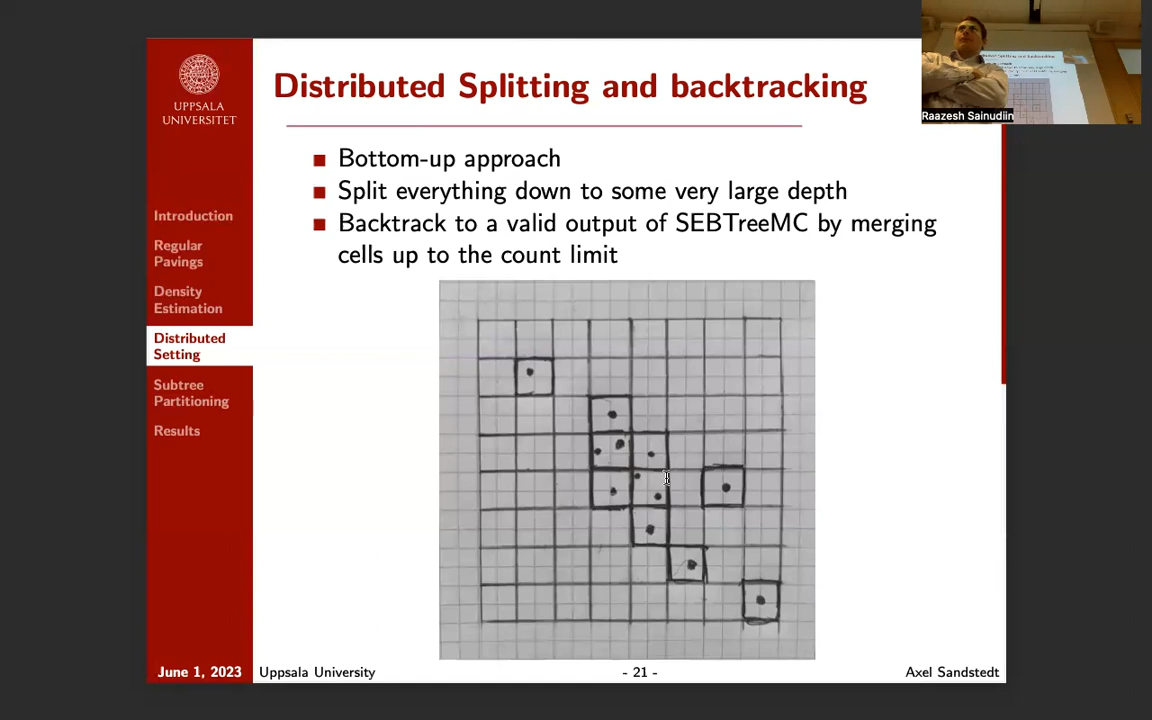 Distributed Splitting and backtracking
UPPSALA
UNIVERSITET
Bottom-up approach
Split everything down to some very large depth
Backtrack to a valid output of SEBTreeMC by merging
cells up to the count limit
Introduction
Regular
Pavings
Density
Estimation
Distributed
Setting
Subtree
Partitioning
Results
June 1, 2023
Uppsala University
- 21 -
Axel Sandstedt
Raazesh Sainudiin